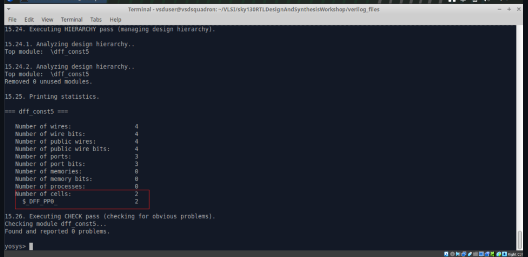 Terminal - vsduser@vsdsquadron: ~/VLSI/sky130RTLDesignAndSynthesisWorkshop/verilog_files
File Edit View Terminal Tabs Help
15.24. Executing HIERARCHY pass (managing design hierarchy).
15.24.1. Analyzing design hierarchy..
Top module:  \dff_const5
15.24.2. Analyzing design hierarchy..
Top module:  \dff_const5
Removed 0 unused modules.
15.25. Printing statistics.
=== dff_const5 ===
Number of wires: 4
Number of wire bits: 4
Number of public wires: 4
Number of public wire bits: 4
Number of ports: 3
Number of port bits: 3
Number of memories: 0
Number of memory bits: 0
Number of processes: 0
Number of cells: 2
$_DFF_PP0_ 2
15.26. Executing CHECK pass (checking for obvious problems).
Checking module dff_const5...
Found and reported 0 problems.
yosys>